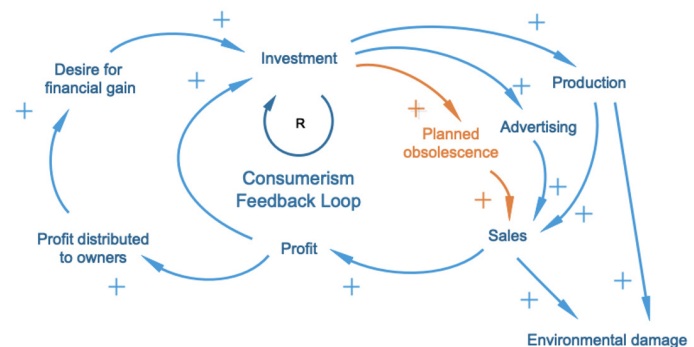 +
+
Investment
Desire for
financial gain
+
+
+
Production
+
R
+
Planned
obsolescence
Advertising
Consumerism
Feedback Loop
+
+
+
Profit distributed
to owners
Profit
Sales
+
+
+
+
Environmental damage